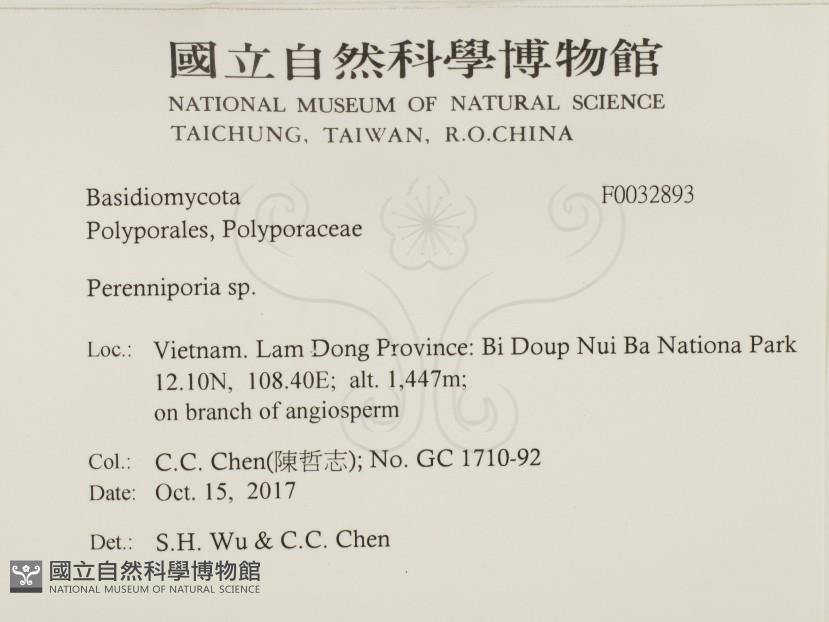 國立自然科學博物館
NATIONAL MUSEUM OF NATURAL SCIENCE
TAICHUNG, TAIWAN, R.O.CHINA
Basidiomycota F0032893
Polyporales, Polyporaceae
Perenniporia sp.
Loc.: Vietnam. Lam Dong Province: Bi Doup Nui Ba Nationa Park
12.10N, 108.40E; alt. 1,447m;
on branch of angiosperm
Col.: C.C. Chen(陳哲志); No. GC 1710-92
Date: Oct. 15, 2017
Det.: S.H. Wu & C.C. Chen
國立自然科學博物館
NATIONAL MUSEUM OF NATURAL SCIENCE